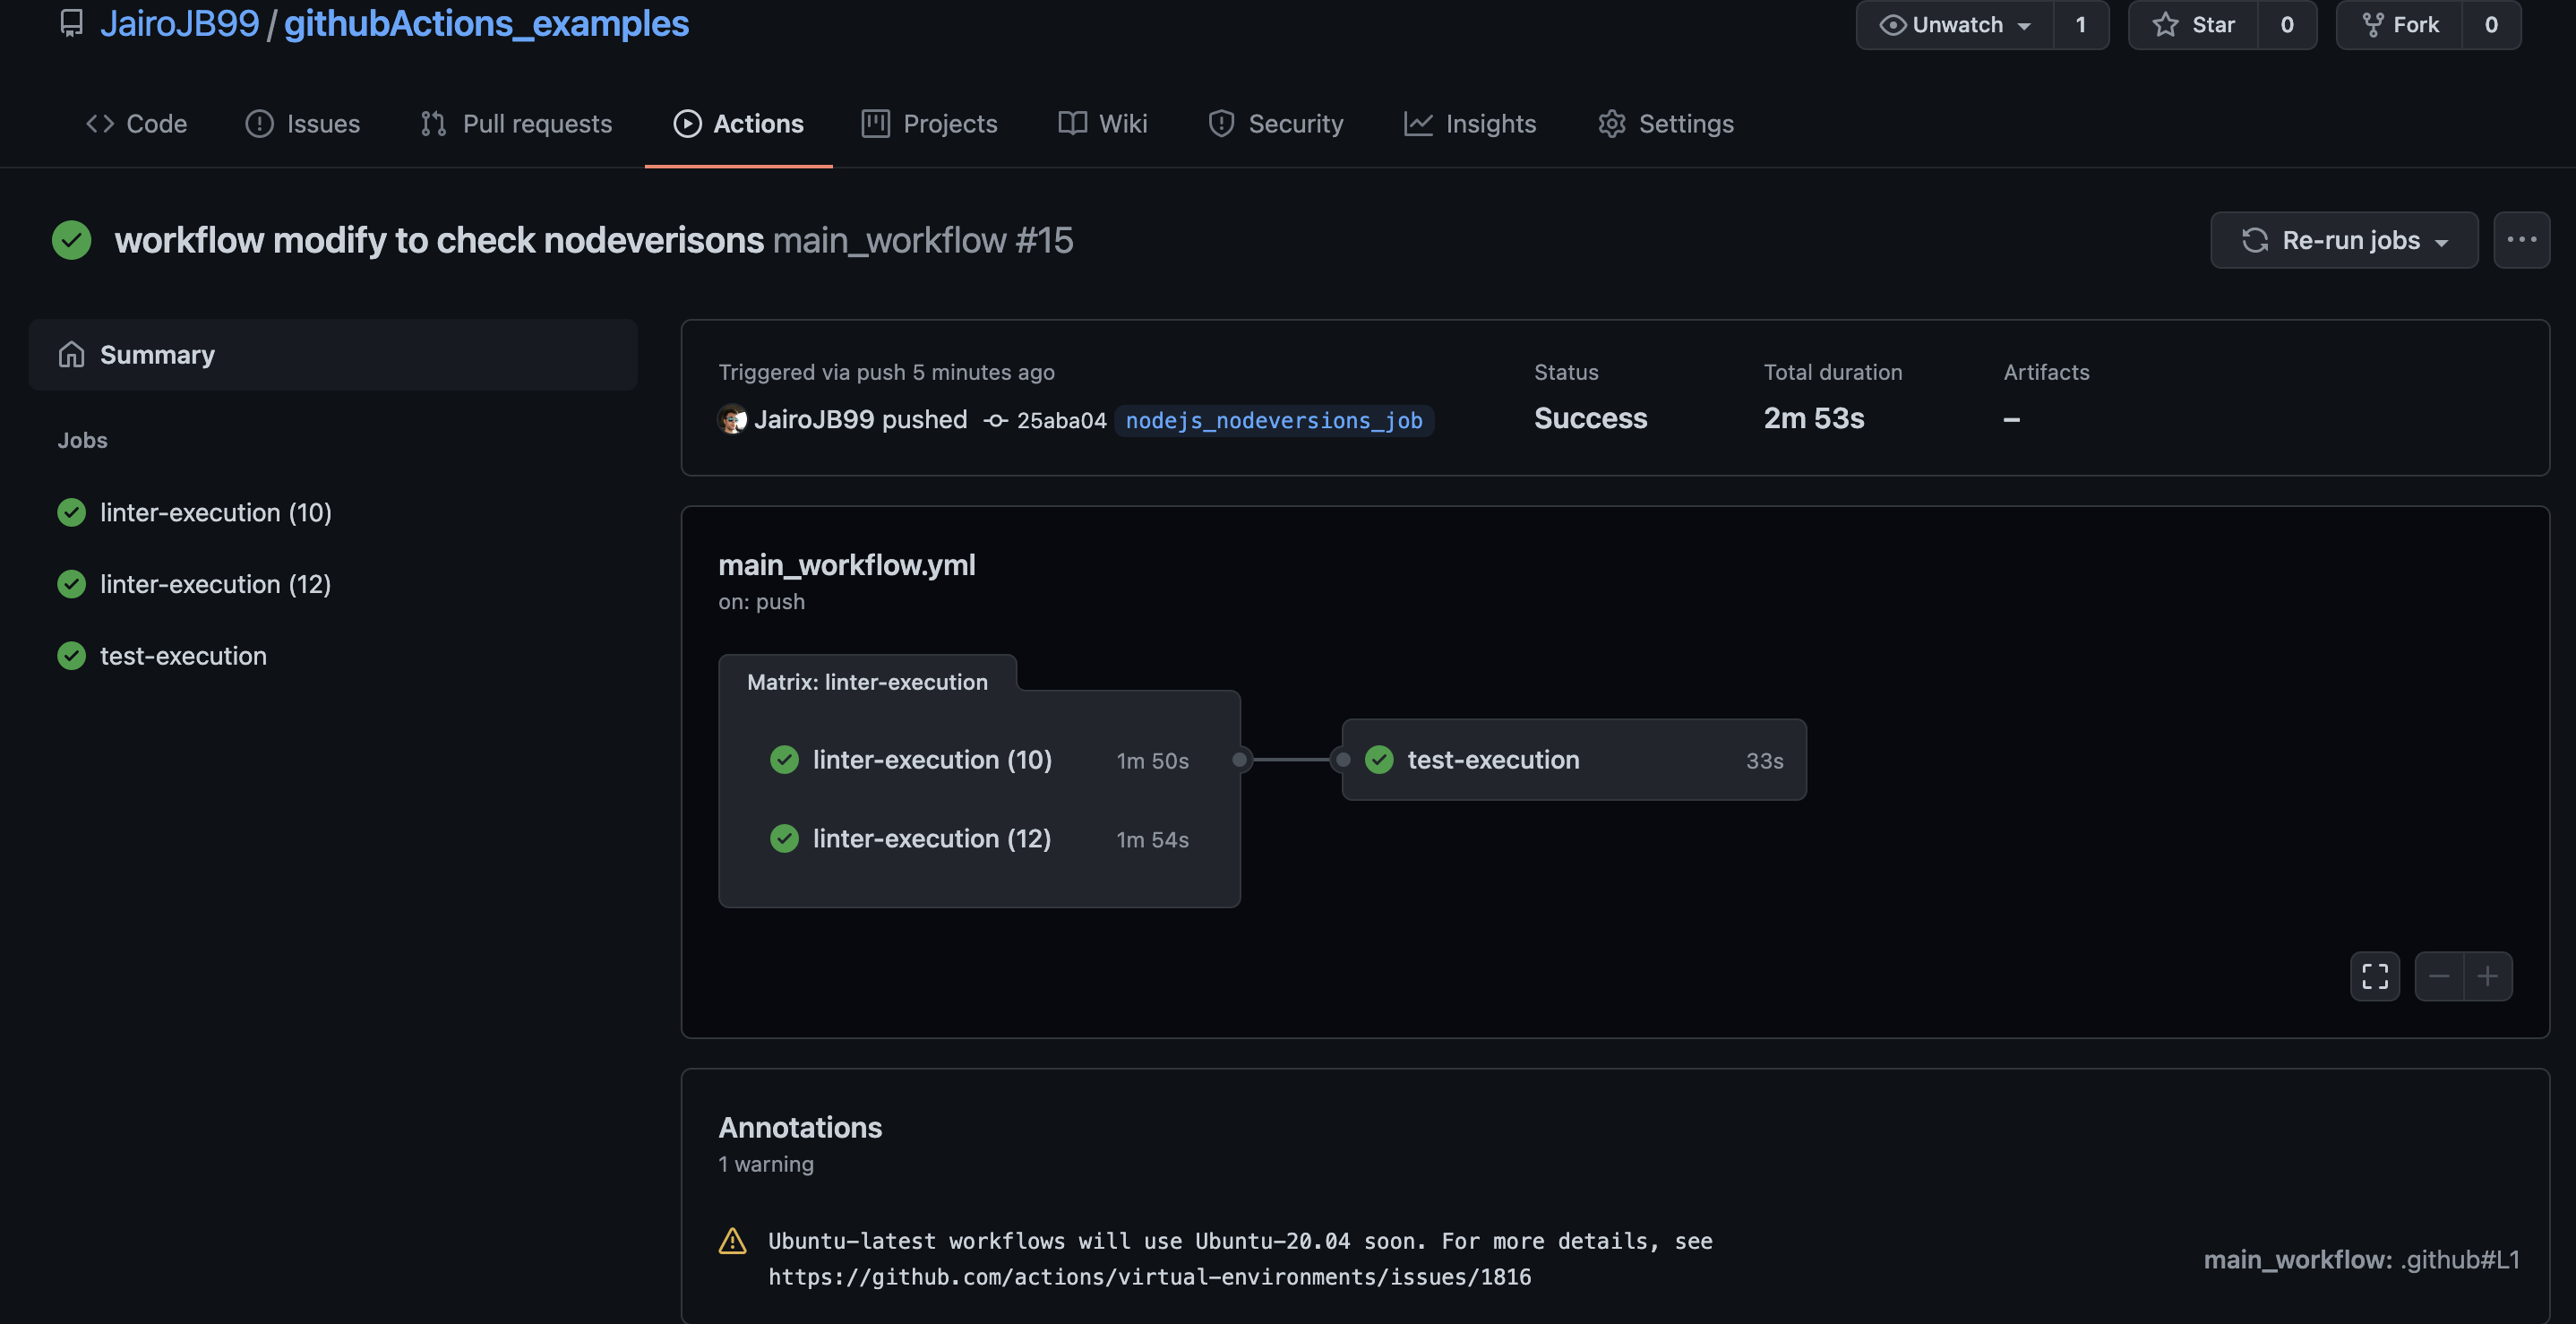 JairoJB99 / githubActions_examples
Unwatch 1
Star 0
Fork 0
Code Issues Pull requests Actions Projects Wiki Security Insights Settings
workflow modify to check nodeverisons main_workflow #15
Re-run jobs
Summary
Jobs
linter-execution (10)
linter-execution (12)
test-execution
Triggered via push 5 minutes ago
JairoJB99 pushed 25aba04 nodejs_nodeversions_job
Status
Success
Total duration
2m 53s
Artifacts
–
main_workflow.yml
on: push
Matrix: linter-execution
linter-execution (10) 1m 50s
linter-execution (12) 1m 54s
test-execution 33s
Annotations
1 warning
Ubuntu-latest workflows will use Ubuntu-20.04 soon. For more details, see
https://github.com/actions/virtual-environments/issues/1816
main_workflow: .github#L1